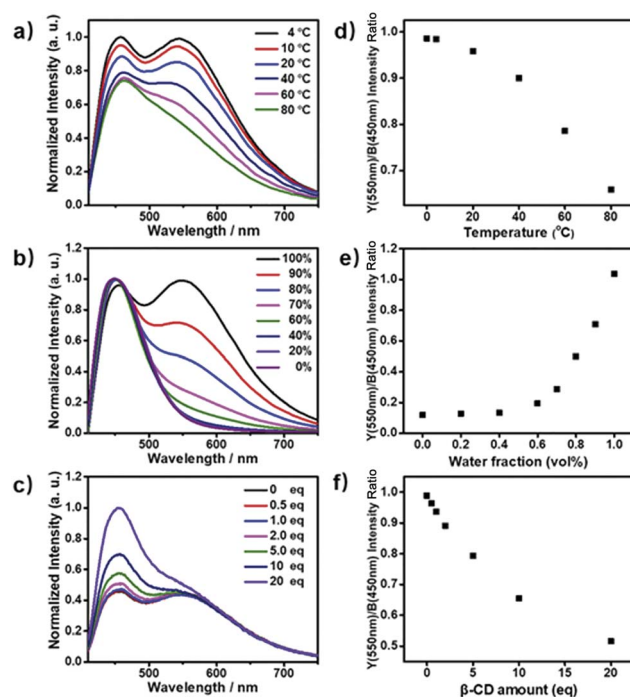 a)
Normalized Intensity (a. u.)
1.0
0.8
0.6
0.4
0.2
0.0
4 °C
10 °C
20 °C
40 °C
60 °C
80 °C
500
600
700
Wavelength / nm
d)
Y(550nm)/B(450nm) Intensity Ratio
1.0
0.9
0.8
0.7
0
20
40
60
80
Temperature (°C)
b)
Normalized Intensity (a. u.)
1.2
1.0
0.8
0.6
0.4
0.2
0.0
100%
90%
80%
70%
60%
40%
20%
0%
500
600
700
Wavelength / nm
e)
Y(550nm)/B(450nm) Intensity Ratio
1.2
1.0
0.8
0.6
0.4
0.2
0.0
0.0
0.2
0.4
0.6
0.8
1.0
Water fraction (vol%)
c)
Normalized Intensity (a. u.)
1.2
1.0
0.8
0.6
0.4
0.2
0.0
0 eq
0.5 eq
1.0 eq
2.0 eq
5.0 eq
10 eq
20 eq
500
600
700
Wavelength / nm
f)
Y(550nm)/B(450nm) Intensity Ratio
1.0
0.9
0.8
0.7
0.6
0.5
0
5
10
15
20
β-CD amount (eq)